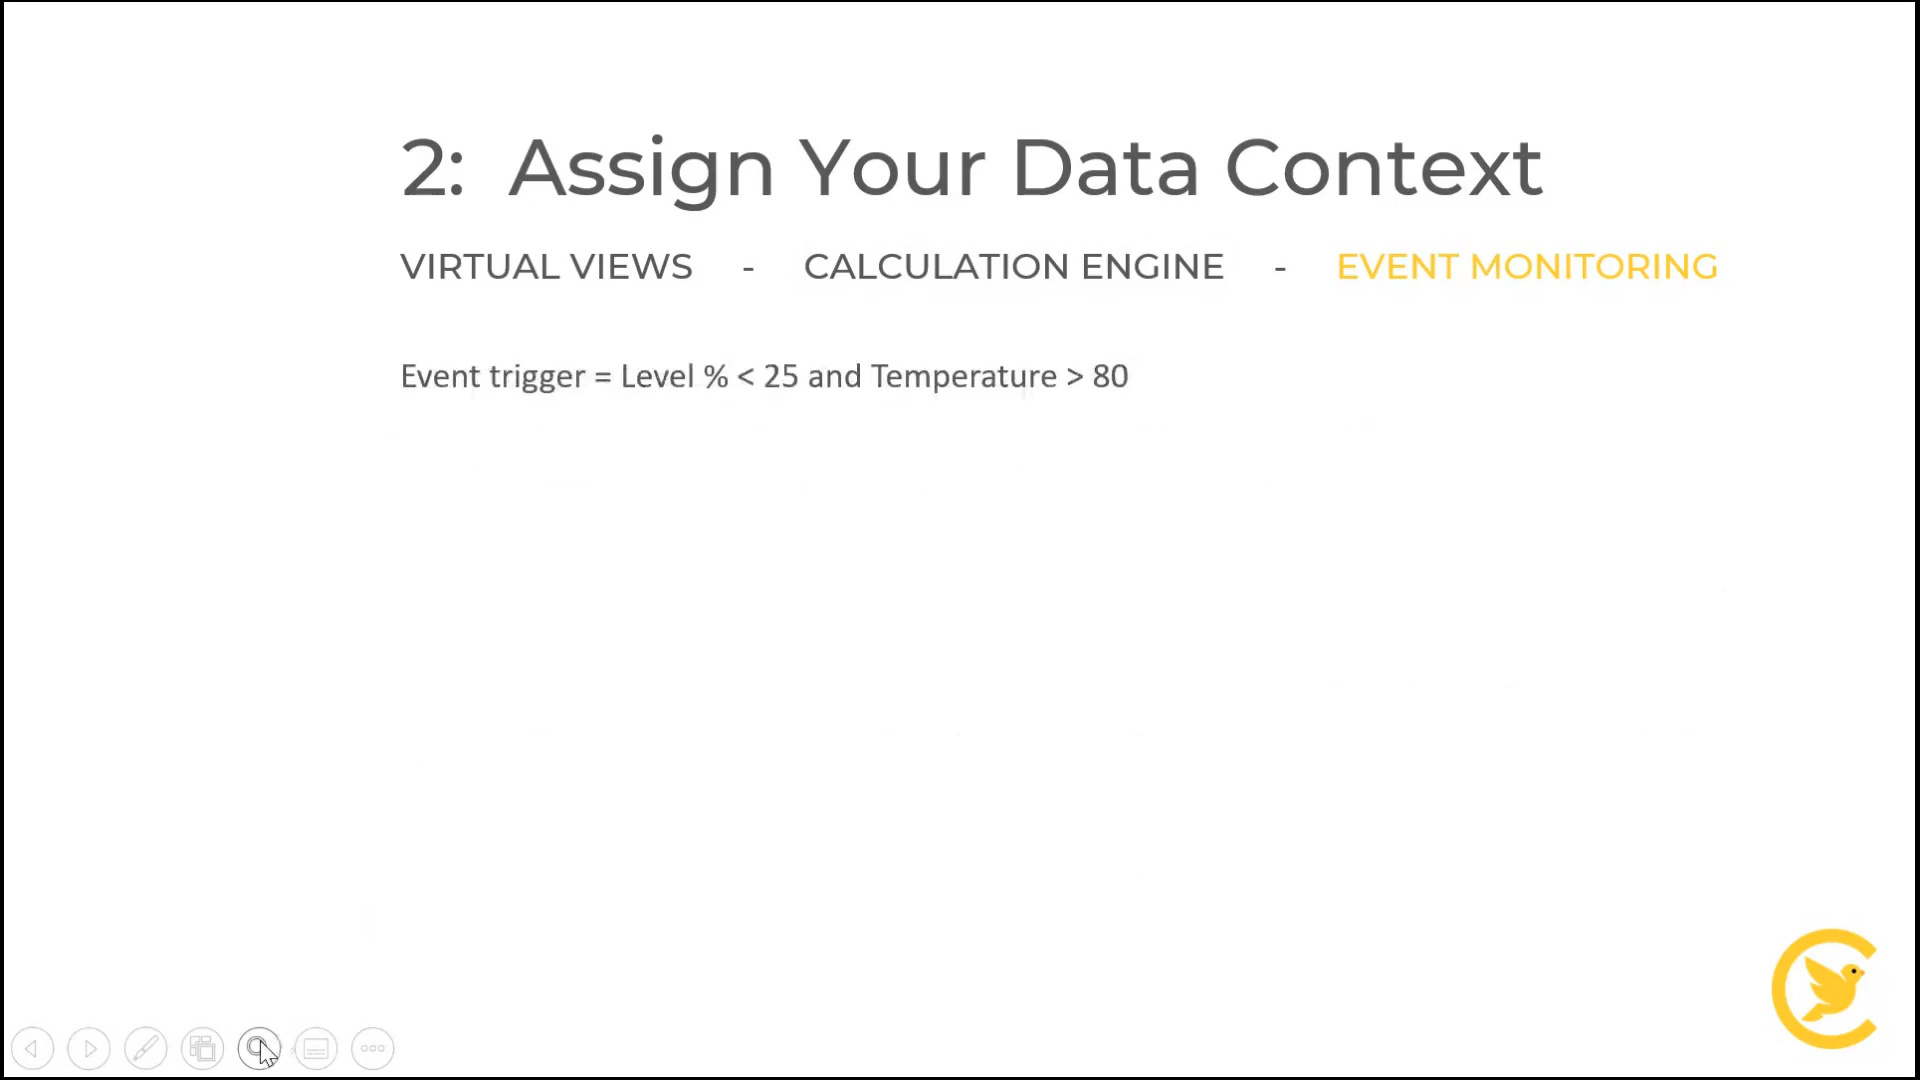 2: Assign Your Data Context
VIRTUAL VIEWS - CALCULATION ENGINE - EVENT MONITORING
Event trigger = Level % < 25 and Temperature > 80